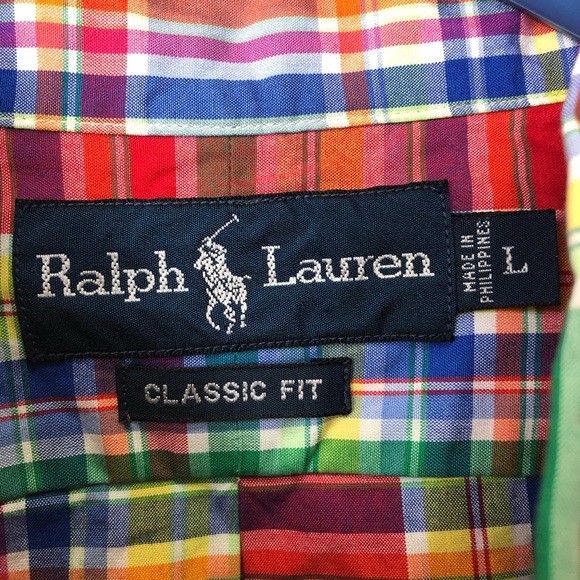 Ralph Lauren
MADE IN
PHILIPPINES
L
CLASSIC FIT